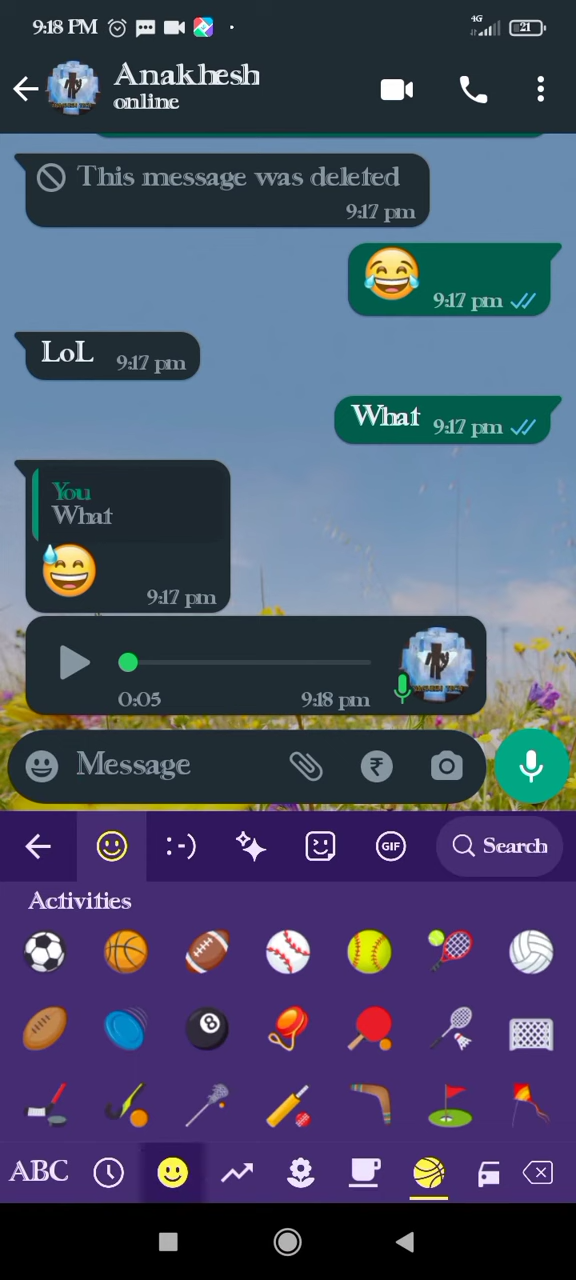 9:18 PM
4G
21
Anakhesh
online
This message was deleted
9:17 pm
9:17 pm
LoL 9:17 pm
What 9:17 pm
You
What
9:17 pm
0:05 9:18 pm
Message
:-) GIF Search
Activities
8
ABC